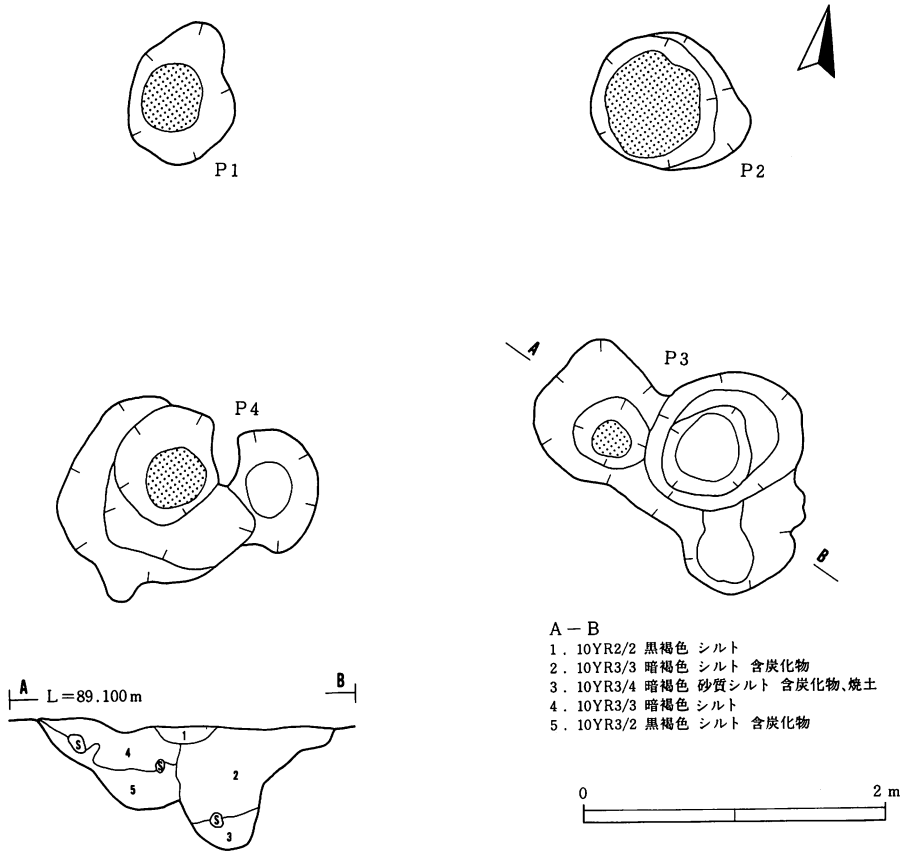 P1
P2
A
P3
P4
B
A－B
1．10YR2/2 黒褐色 シルト
2．10YR3/3 暗褐色 シルト 含炭化物
3．10YR3/4 暗褐色 砂質シルト 含炭化物、焼土
4．10YR3/3 暗褐色 シルト
5．10YR3/2 黒褐色 シルト 含炭化物
A L＝89.100m B
1
S 4 S 2
5
S
3
0 2m